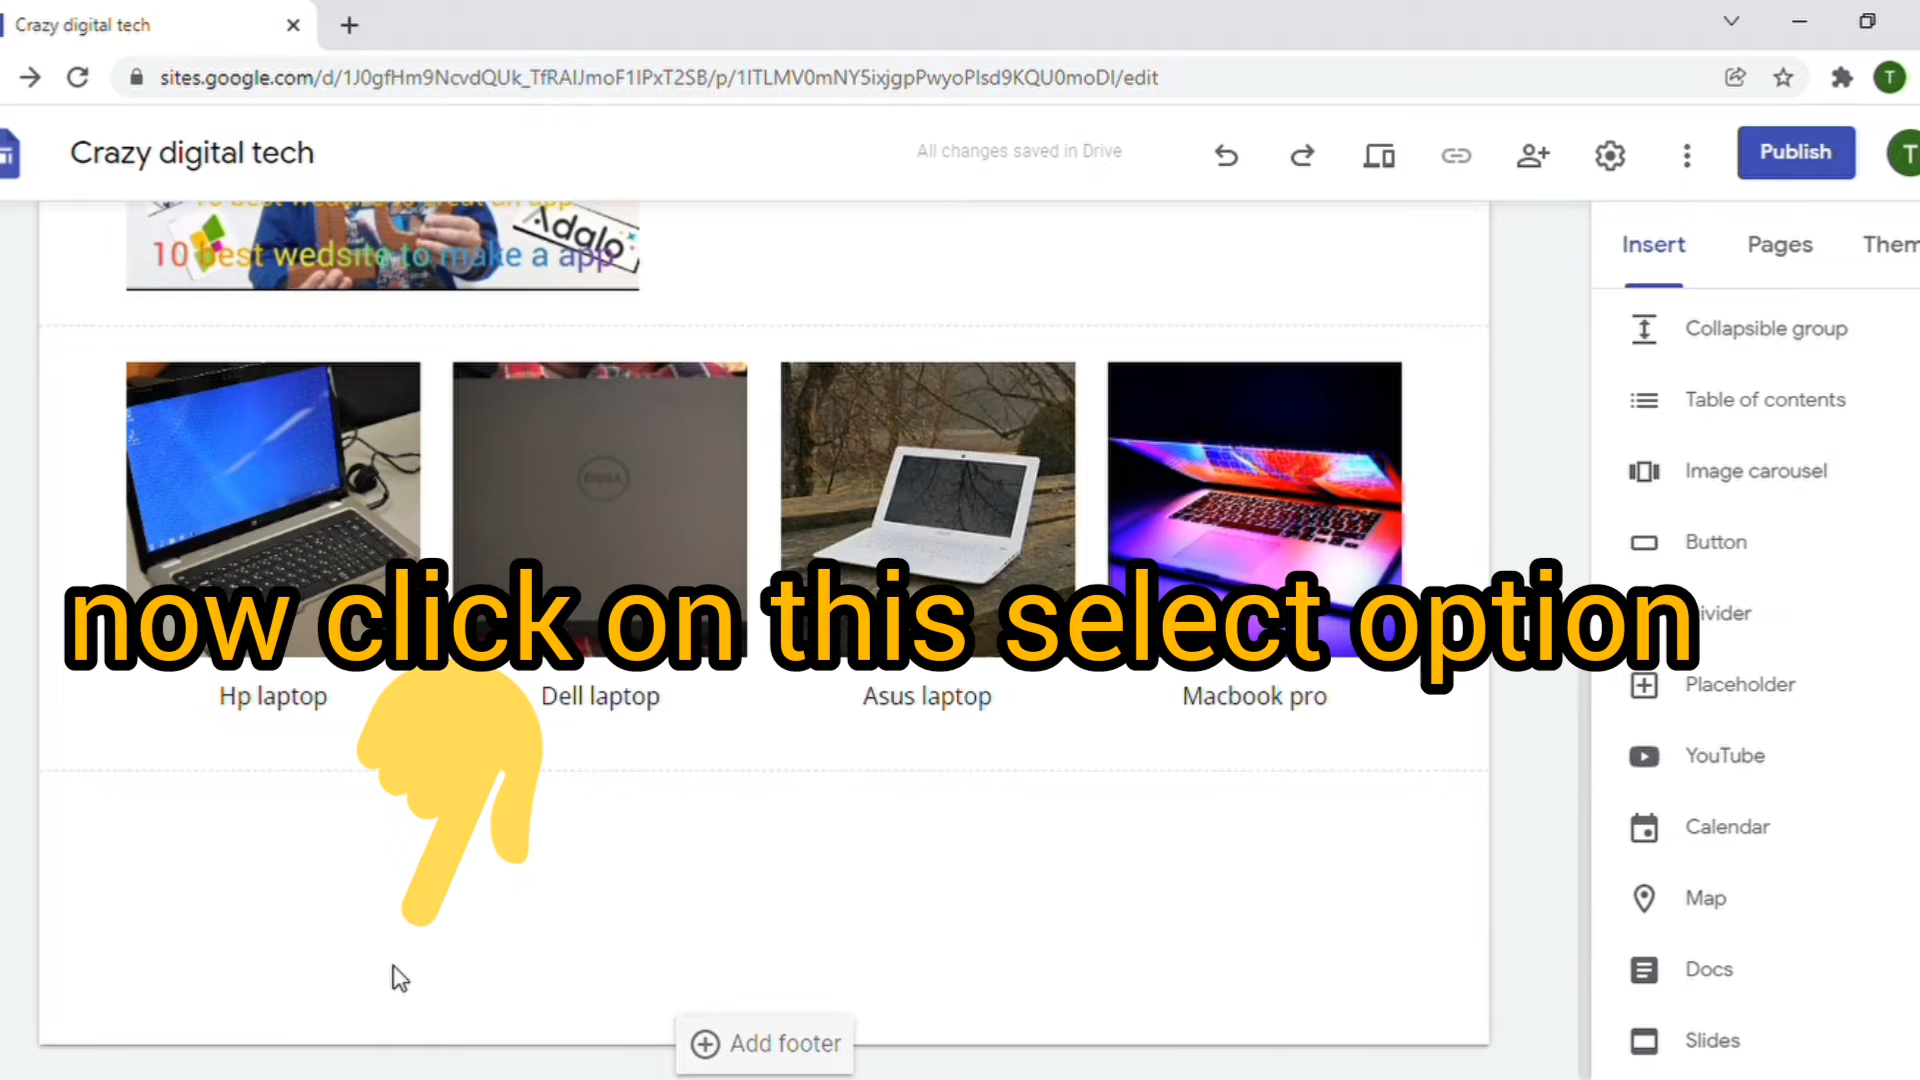 Crazy digital tech
sites.google.com/d/1J0gfHm9NcvdQUk_TfRAIJmoF1IPxT2SB/p/1ITLMV0mNY5ixjgpPwyoPIsd9KQU0moDI/edit
T
Crazy digital tech
All changes saved in Drive
Publish
T
Insert
Pages
Them
Adalo
10 best wedsite to make a app
Collapsible group
Table of contents
Image carousel
Button
ivider
Placeholder
YouTube
Calendar
Map
Docs
Slides
DELL
now click on this select option
Hp laptop
Dell laptop
Asus laptop
Macbook pro
Add footer